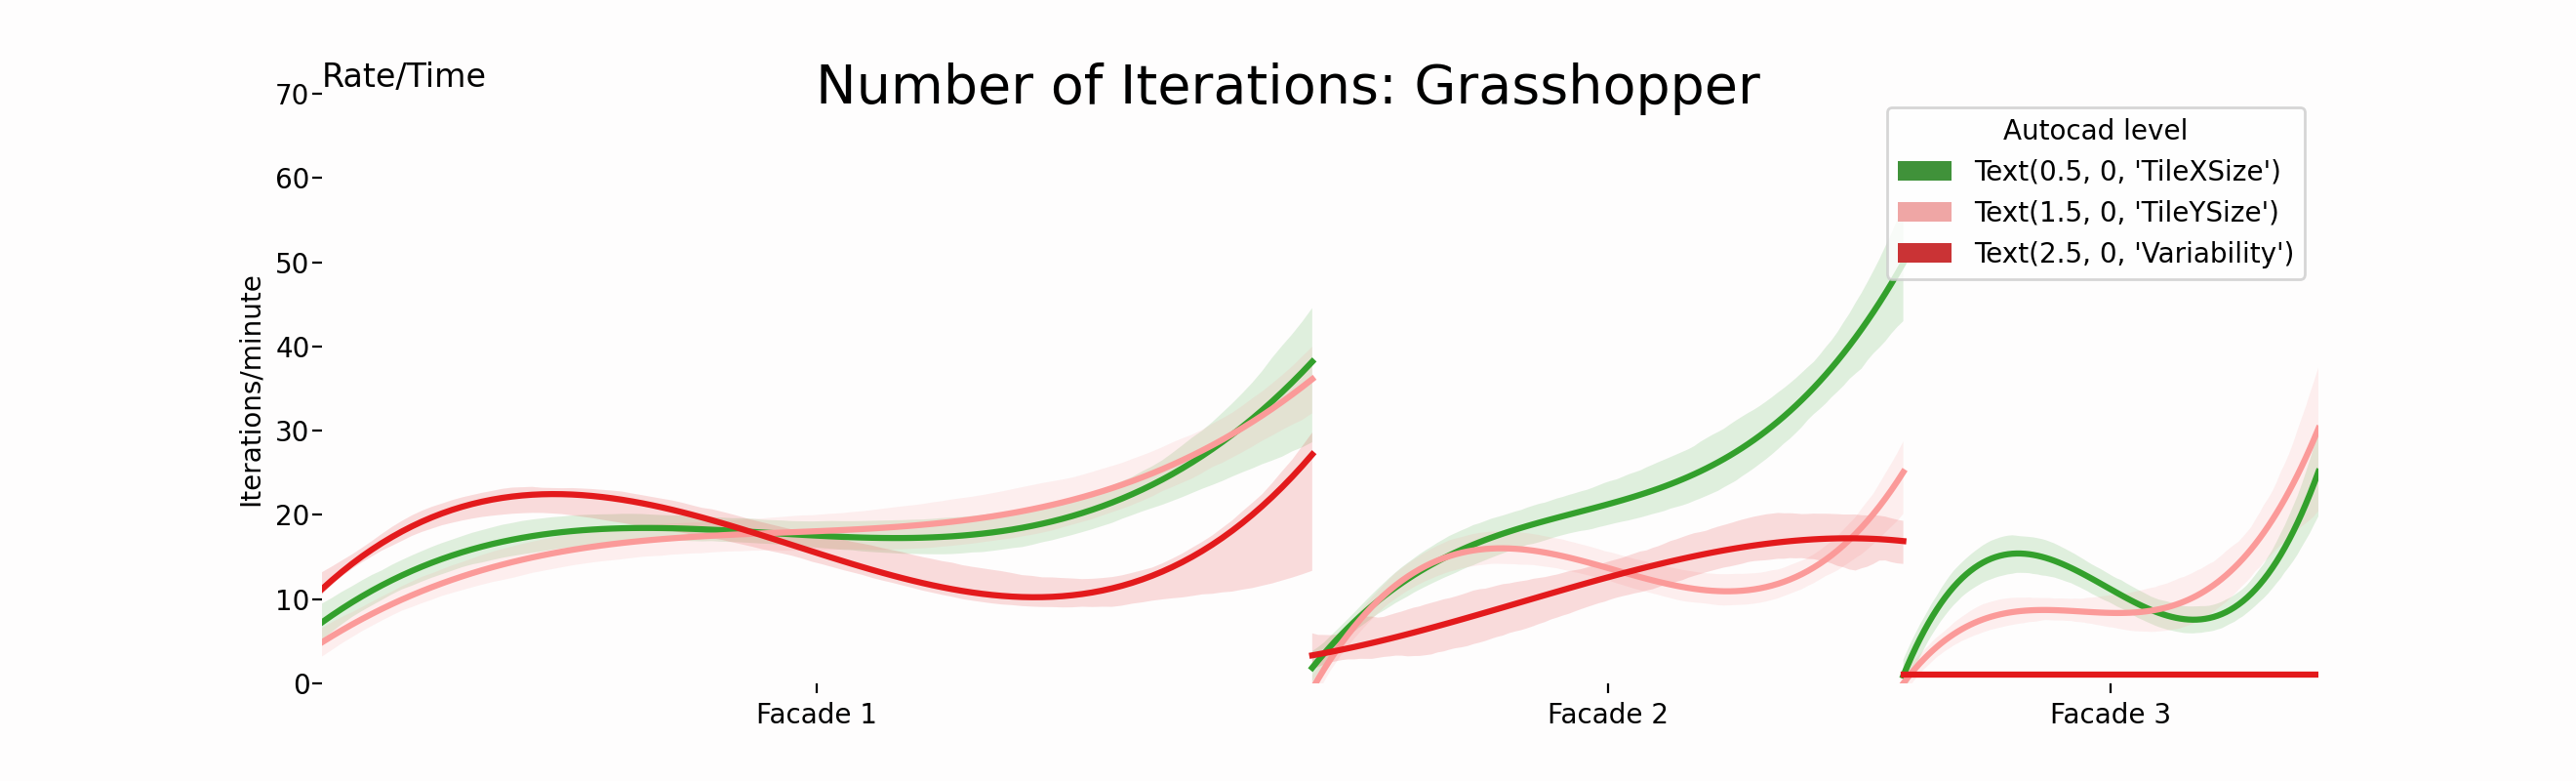 Number of Iterations: Grasshopper
Rate/Time
70
60
50
40
30
20
10
0
Iterations/minute
Autocad level
Text(0.5, 0, 'TileXSize')
Text(1.5, 0, 'TileYSize')
Text(2.5, 0, 'Variability')
Facade 1
Facade 2
Facade 3